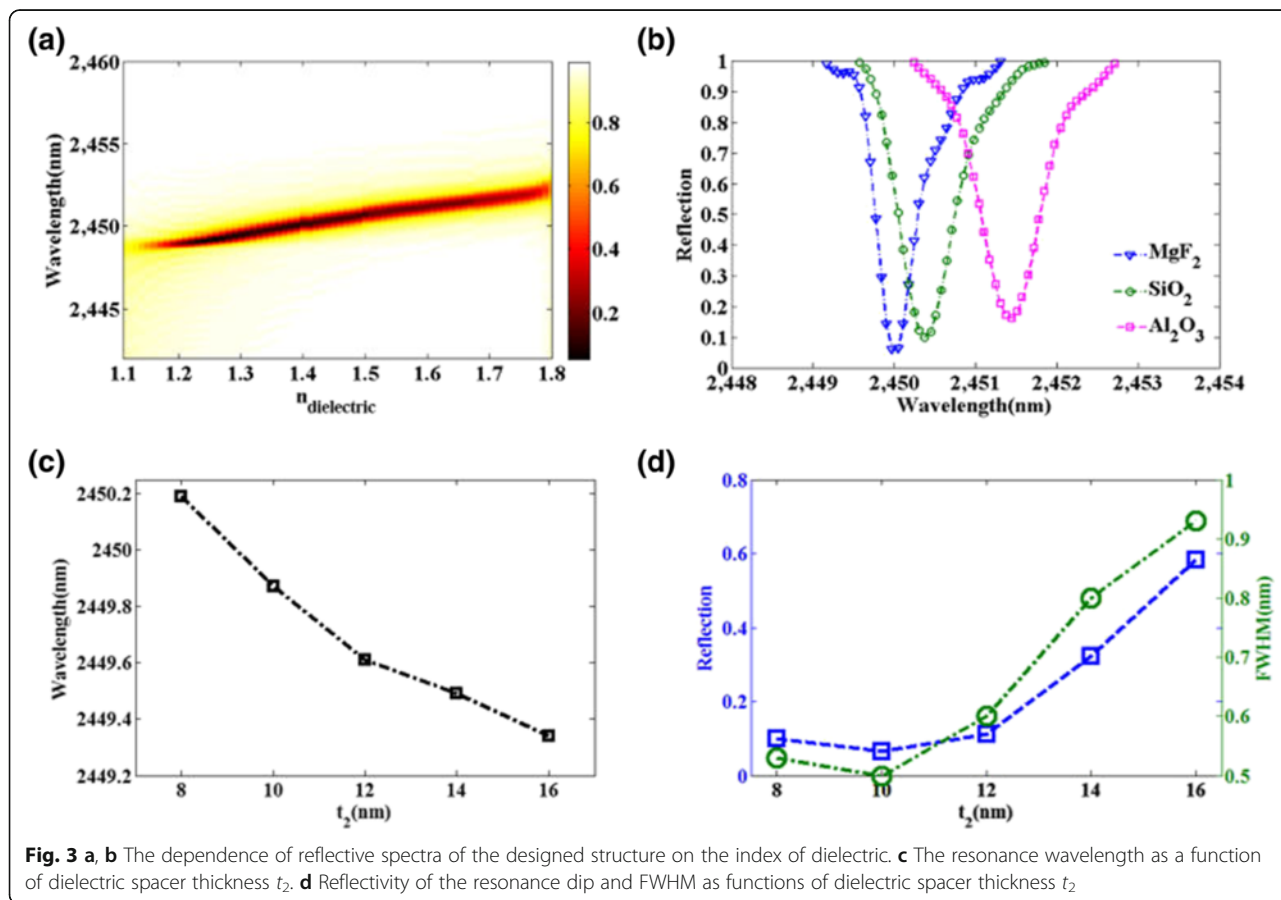 (a)
2,460
2,455
2,450
2,445
Wavelength(nm)
1.1 1.2 1.3 1.4 1.5 1.6 1.7 1.8
n_dielectric
0.8
0.6
0.4
0.2
(b)
1
0.9
0.8
0.7
0.6
0.5
0.4
0.3
0.2
0.1
0
Reflection
MgF2
SiO2
Al2O3
2,448 2,449 2,450 2,451 2,452 2,453 2,454
Wavelength(nm)
(c)
2450.2
2450
2449.8
2449.6
2449.4
2449.2
Wavelength(nm)
8 10 12 14 16
t2(nm)
(d)
0.8
0.6
0.4
0.2
0
Reflection
1
0.9
0.8
0.7
0.6
0.5
FWHM(nm)
8 10 12 14 16
t2(nm)
Fig. 3 a, b The dependence of reflective spectra of the designed structure on the index of dielectric. c The resonance wavelength as a function
of dielectric spacer thickness t2. d Reflectivity of the resonance dip and FWHM as functions of dielectric spacer thickness t2